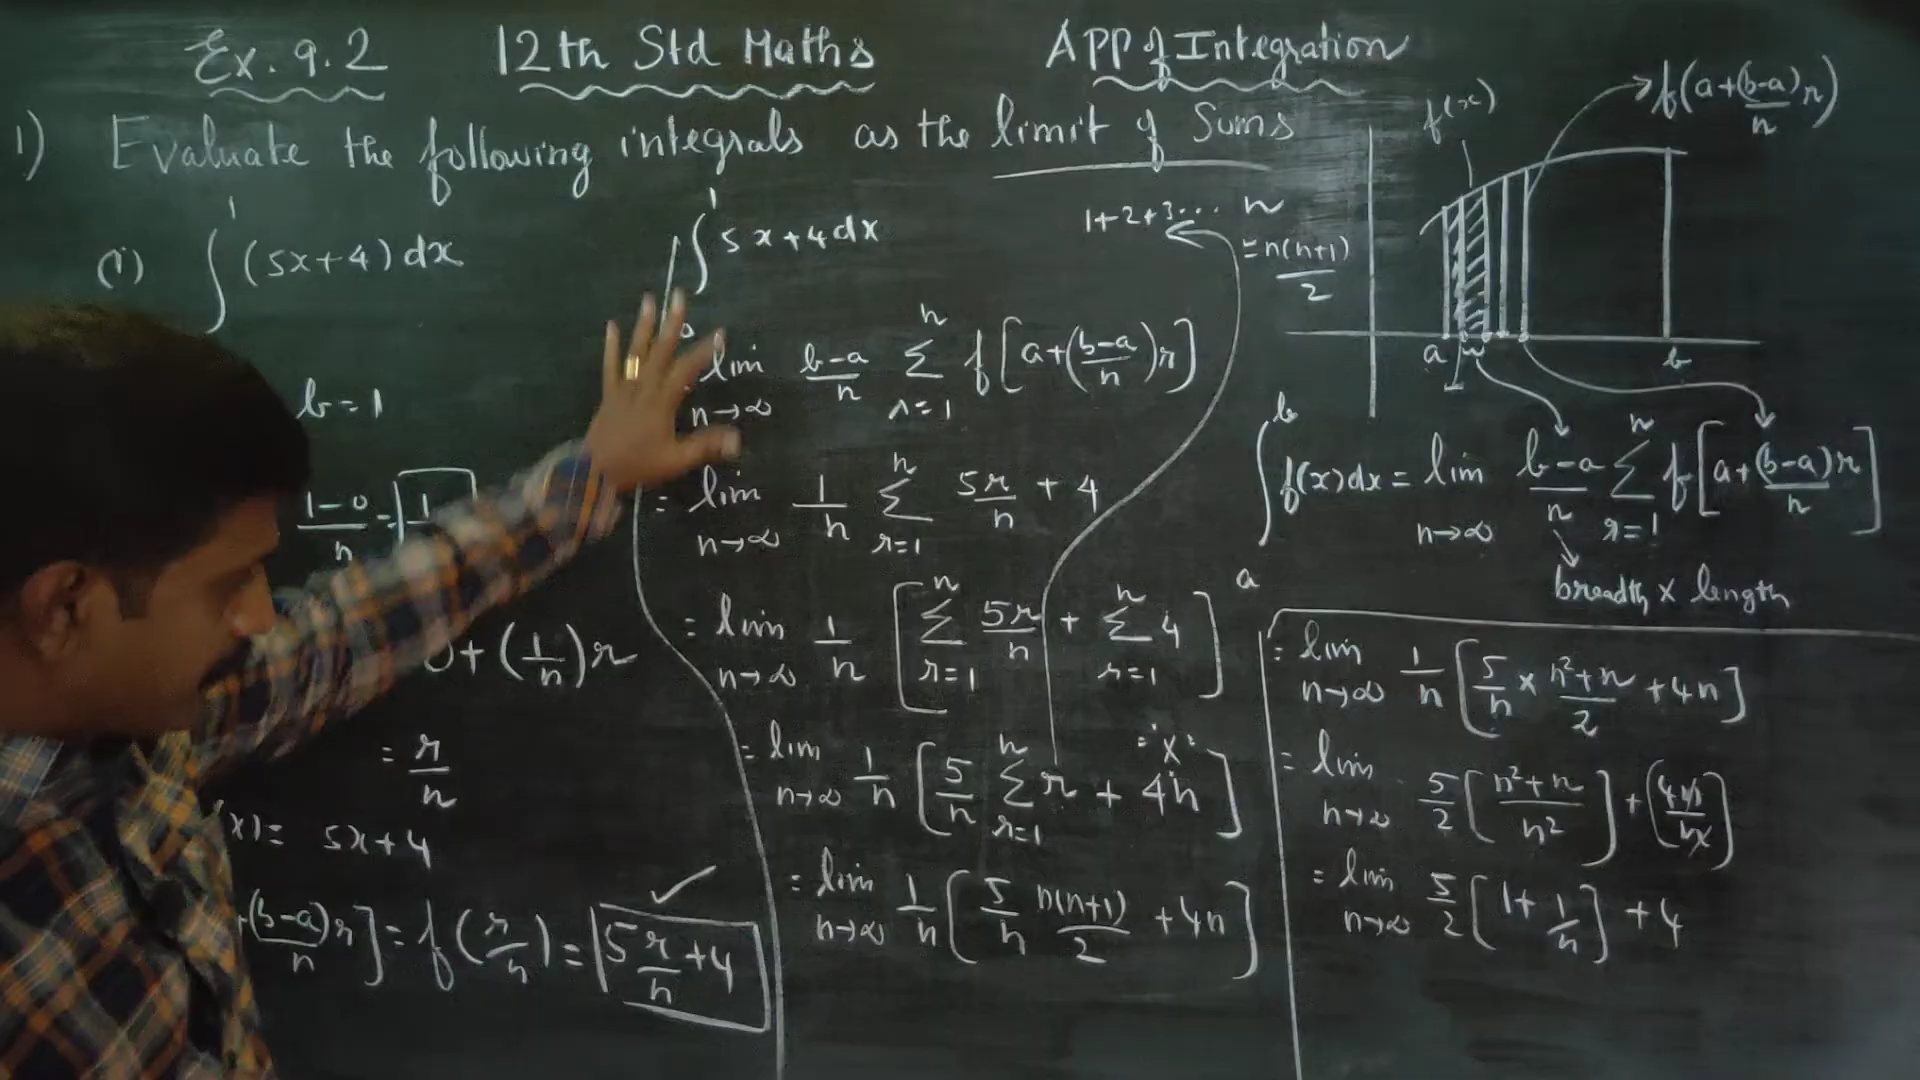 Ex. 9.2 12th Std Maths APP of Integration
1) Evaluate the following integrals as the limit of Sums
(i) ∫ 1 (5x+4) dx
b = 1
1-0/n = 1
0 + (1/n) r
= r/n
(x) = 5x+4
+(b-a)/n r] = f(r/n) = 5 r/n + 4 ✓
∫ 1 0 5x+4 dx
= lim n→∞ b-a/n Σ n r=1 f[a+(b-a/n)r]
= lim n→∞ 1/n Σ n r=1 5r/n + 4
= lim n→∞ 1/n [Σ n r=1 5r/n + Σ n r=1 4]
= lim n→∞ 1/n [5/n Σ n r=1 r + 4n]
= lim n→∞ 1/n [5/n n(n+1)/2 + 4n]
1+2+3... n
= n(n+1)/2
f(x)
f(a+(b-a)/n r)
a b
∫ b a f(x)dx = lim n→∞ b-a/n Σ n r=1 f[a+(b-a)/n r]
breadth × length
= lim n→∞ 1/n [5/n × n²+n/2 + 4n]
= lim n→∞ 5/2 [n²+n/n²] + (4n/n)
= lim n→∞ 5/2 [1+1/n] + 4